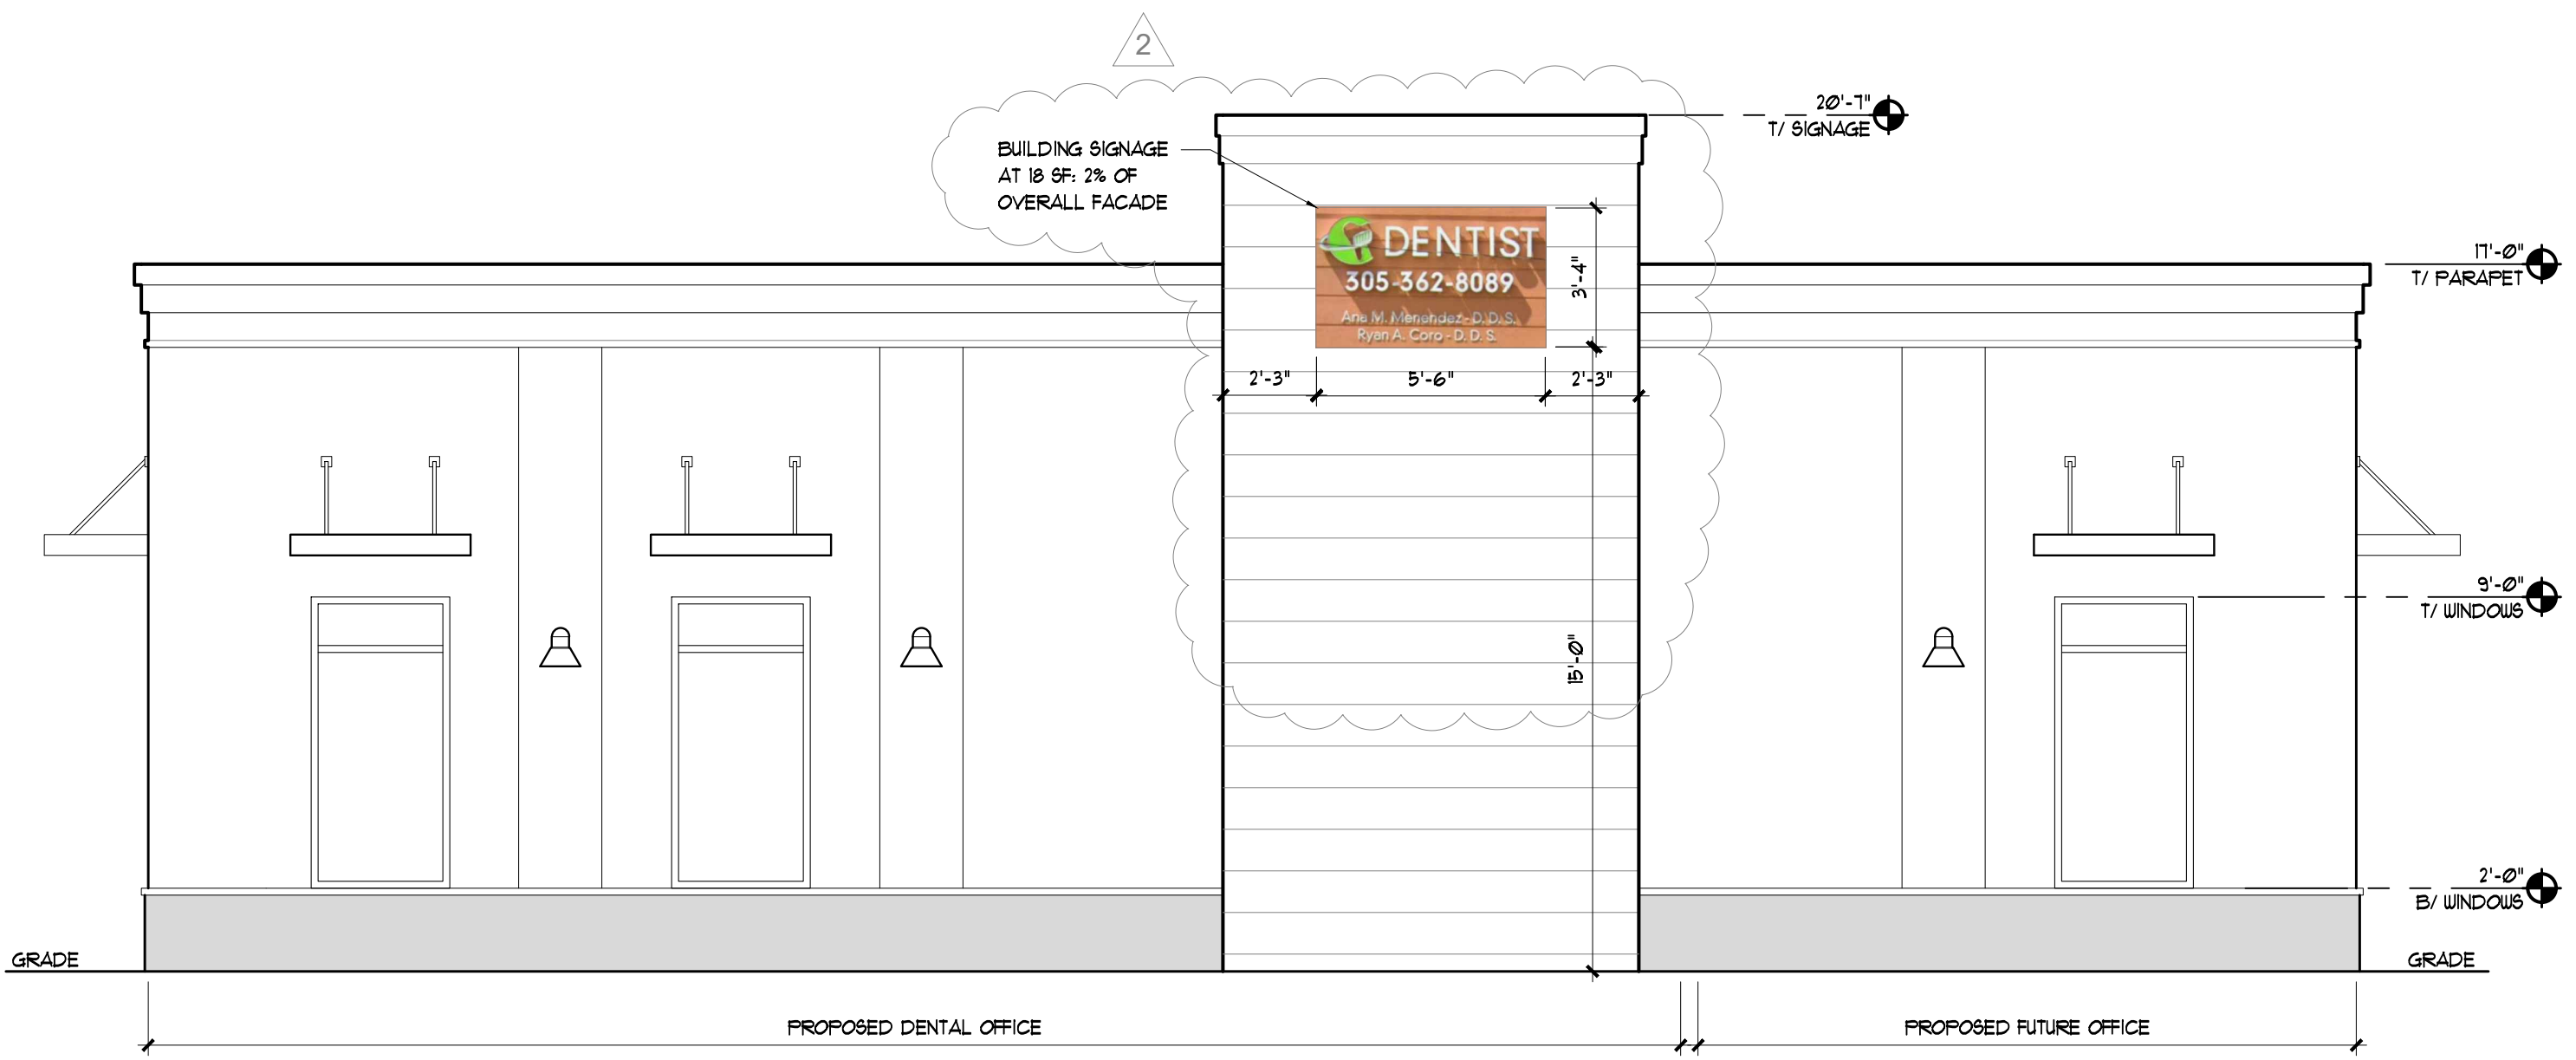 2
20'-7"
T/ SIGNAGE
BUILDING SIGNAGE
AT 18 SF: 2% OF
OVERALL FACADE
DENTIST
305-362-8089
Ana M. Menendez - D. D. S.
Ryan A. Coro - D. D. S.
3'-4"
17'-0"
T/ PARAPET
2'-3"
5'-6"
2'-3"
9'-0"
T/ WINDOWS
15'-0"
2'-0"
B/ WINDOWS
GRADE
GRADE
PROPOSED DENTAL OFFICE
PROPOSED FUTURE OFFICE